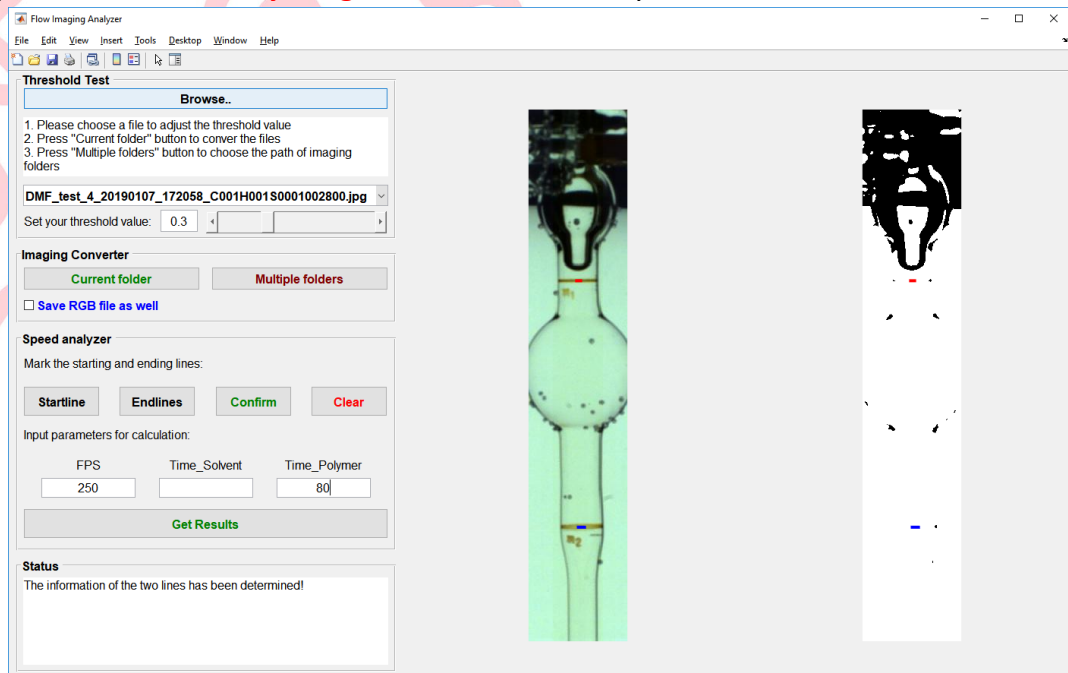 Flow Imaging Analyzer
File Edit View Insert Tools Desktop Window Help
Threshold Test
Browse..
1. Please choose a file to adjust the threshold value
2. Press "Current folder" button to conver the files
3. Press "Multiple folders" button to choose the path of imaging
folders
DMF_test_4_20190107_172058_C001H001S0001002800.jpg
Set your threshold value: 0.3
Imaging Converter
Current folder Multiple folders
Save RGB file as well
Speed analyzer
Mark the starting and ending lines:
Startline Endlines Confirm Clear
Input parameters for calculation:
FPS Time_Solvent Time_Polymer
250 80
Get Results
Status
The information of the two lines has been determined!
m1
m2